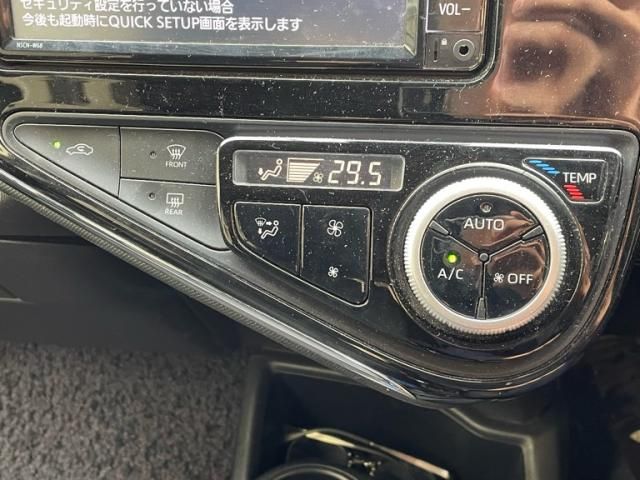 セキュリティ設定を行っていない場合
今後も起動時にQUICK SETUP画面を表示します
NSCN-W68
VOL-
FRONT
REAR
29.5
TEMP
AUTO
A/C
OFF